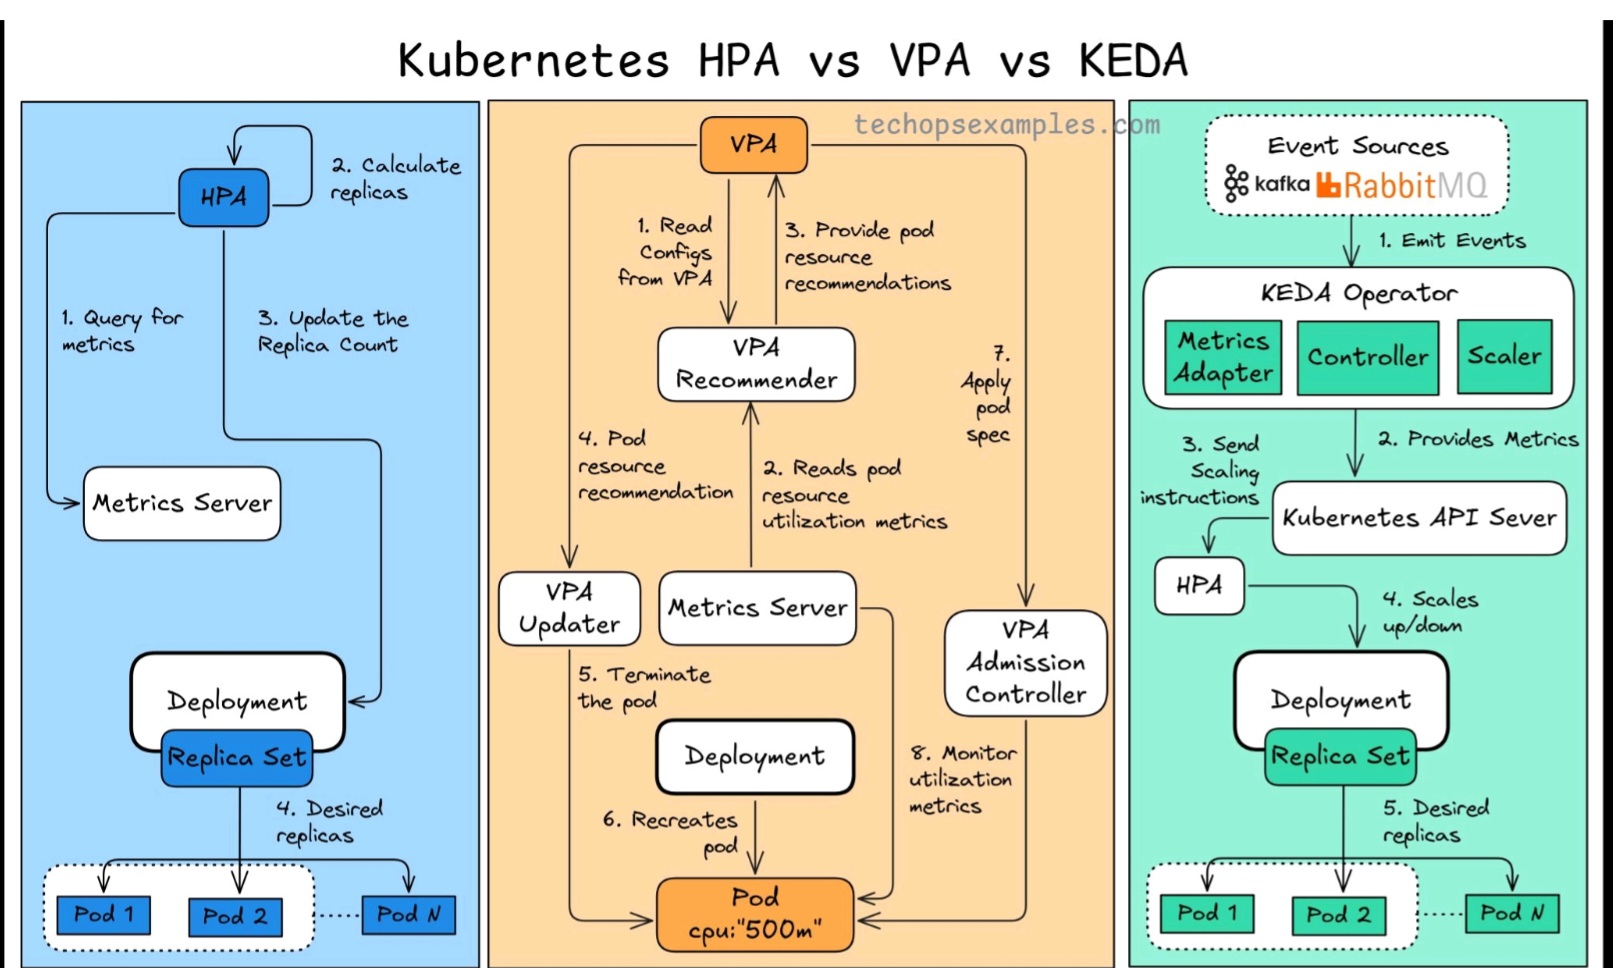 Kubernetes HPA vs VPA vs KEDA
techopsexamples.com
HPA
2. Calculate
replicas
1. Query for
metrics
3. Update the
Replica Count
Metrics Server
Deployment
Replica Set
4. Desired
replicas
Pod 1
Pod 2
Pod N
VPA
1. Read
Configs
from VPA
3. Provide pod
resource
recommendations
VPA
Recommender
7.
Apply
pod
spec
4. Pod
resource
recommendation
2. Reads pod
resource
utilization metrics
VPA
Updater
Metrics Server
VPA
Admission
Controller
5. Terminate
the pod
Deployment
8. Monitor
utilization
metrics
6. Recreates
pod
Pod
cpu:"500m"
Event Sources
kafka
RabbitMQ
1. Emit Events
KEDA Operator
Metrics
Adapter
Controller
Scaler
2. Provides Metrics
3. Send
Scaling
instructions
Kubernetes API Sever
HPA
4. Scales
up/down
Deployment
Replica Set
5. Desired
replicas
Pod 1
Pod 2
Pod N